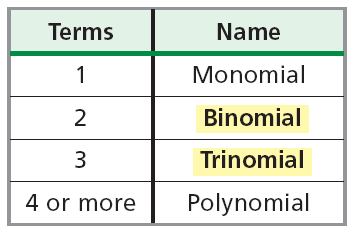 Terms Name
1 Monomial
2 Binomial
3 Trinomial
4 or more Polynomial